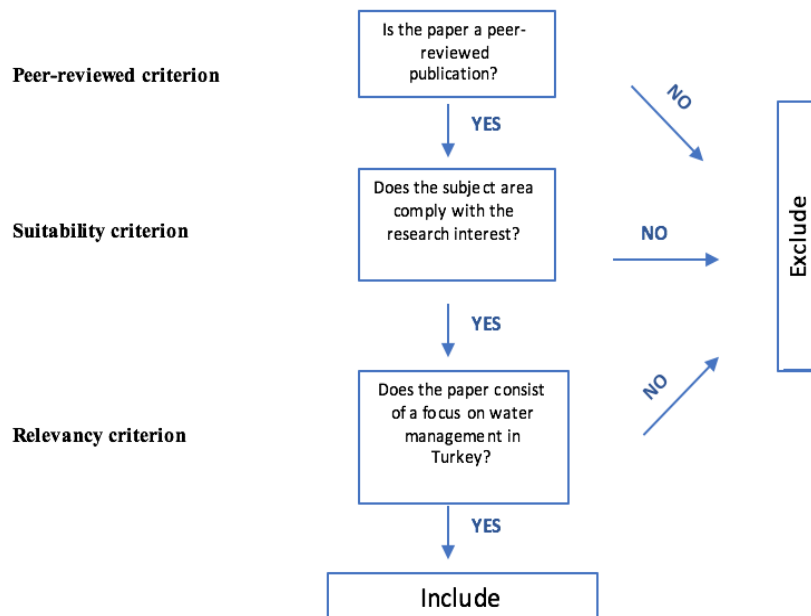 Is the paper a peer-
reviewed
publication?
Peer-reviewed criterion
NO
YES
Does the subject area
comply with the
research interest?
Suitability criterion
NO
Exclude
YES
Does the paper consist
of a focus on water
management in
Turkey?
NO
Relevancy criterion
YES
Include